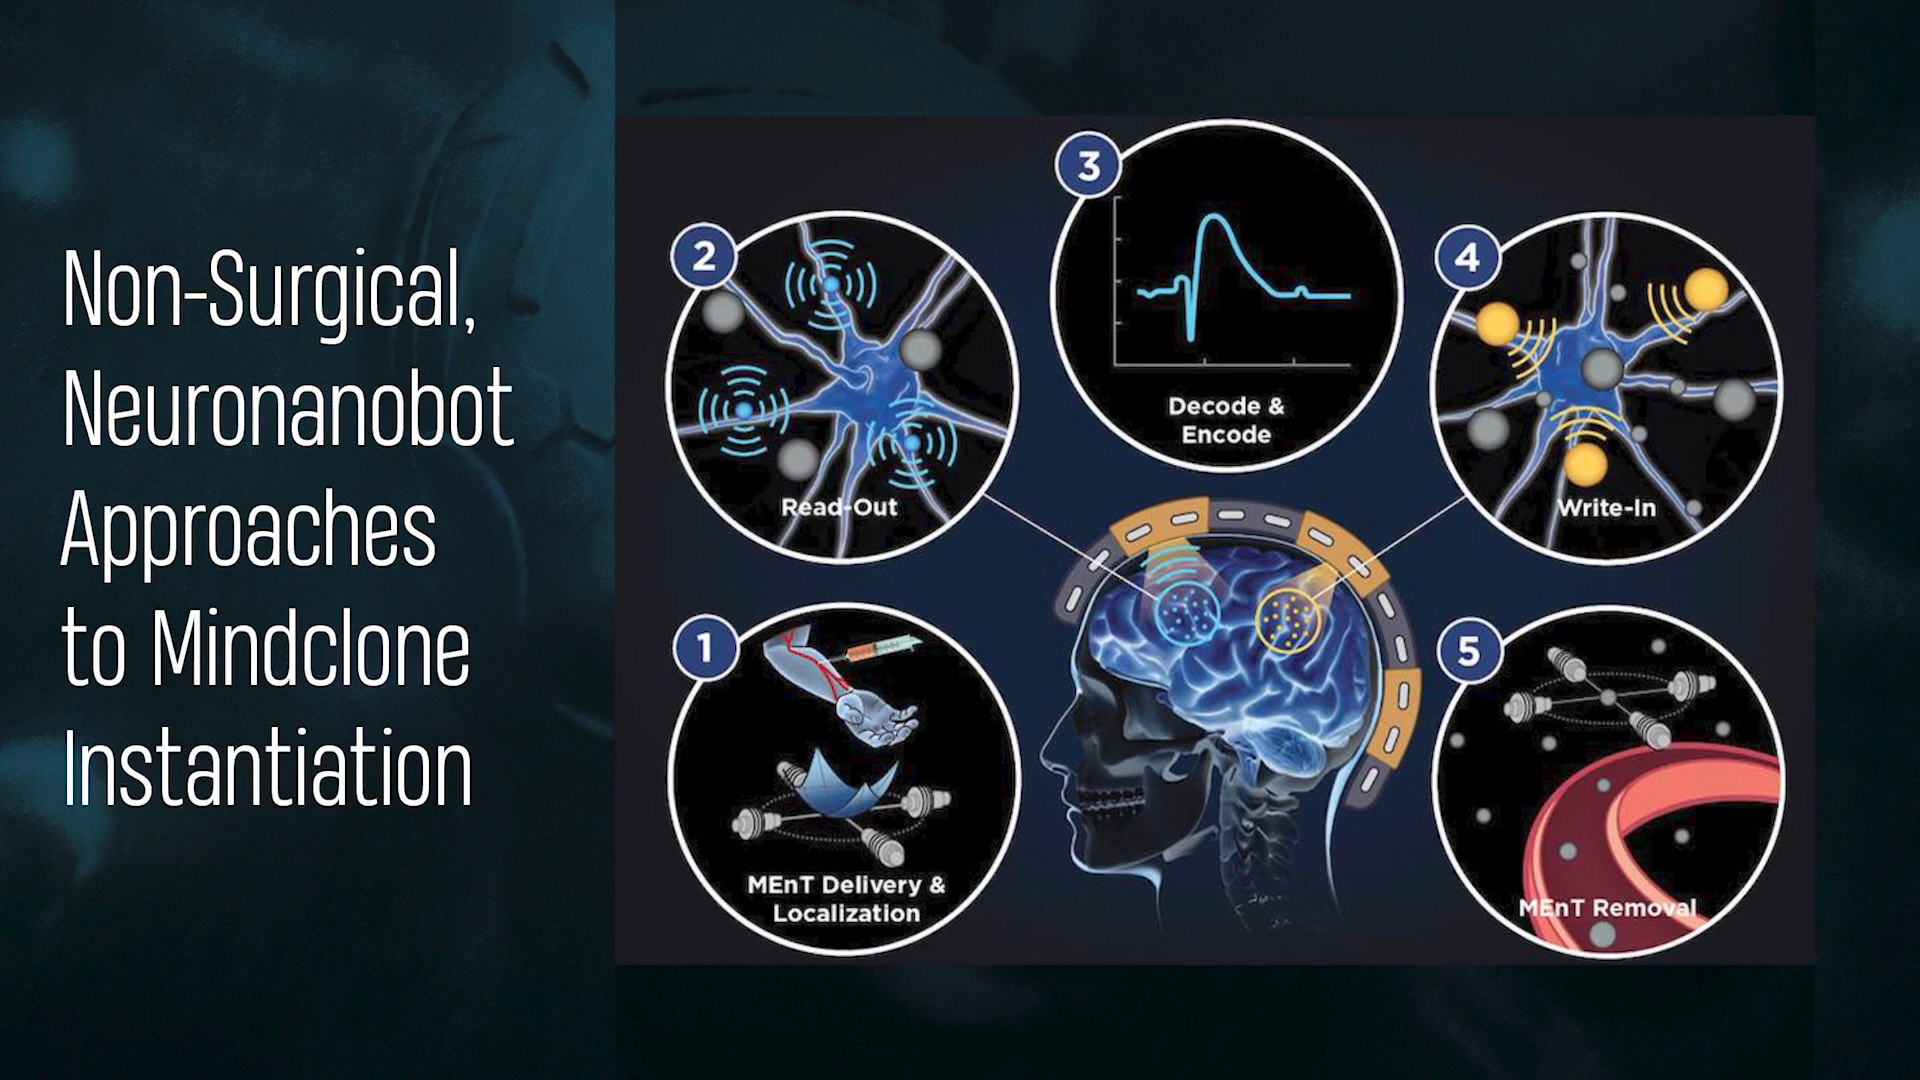 Non-Surgical,
Neuronanobot
Approaches
to Mindclone
Instantiation
1
MEnT Delivery &
Localization
2
Read-Out
3
Decode &
Encode
4
Write-In
5
MEnT Removal